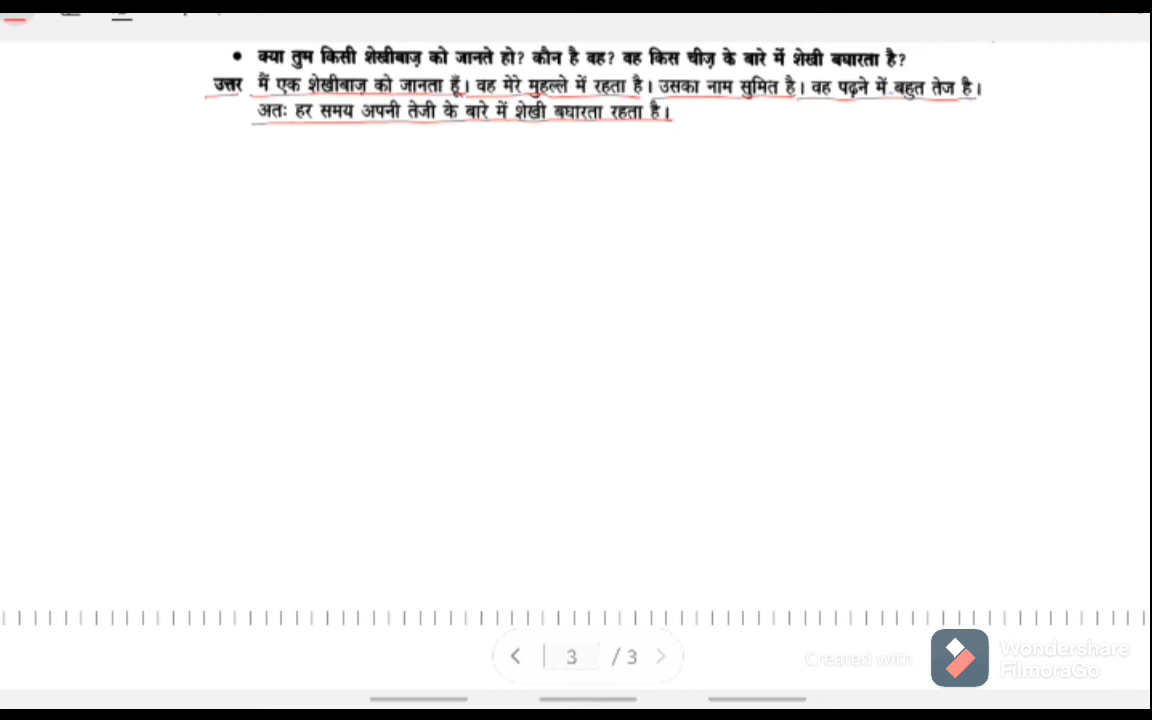 • क्या तुम किसी शेखीबाज़ को जानते हो? कौन है वह? वह किस चीज़ के बारे में शेखी बघारता है?
उत्तर मैं एक शेखीबाज़ को जानता हूँ। वह मेरे मुहल्ले में रहता है। उसका नाम सुमित है। वह पढ़ने में बहुत तेज है।
अतः हर समय अपनी तेजी के बारे में शेखी बघारता रहता है।
3 / 3
Created with
Wondershare
FilmoraGo